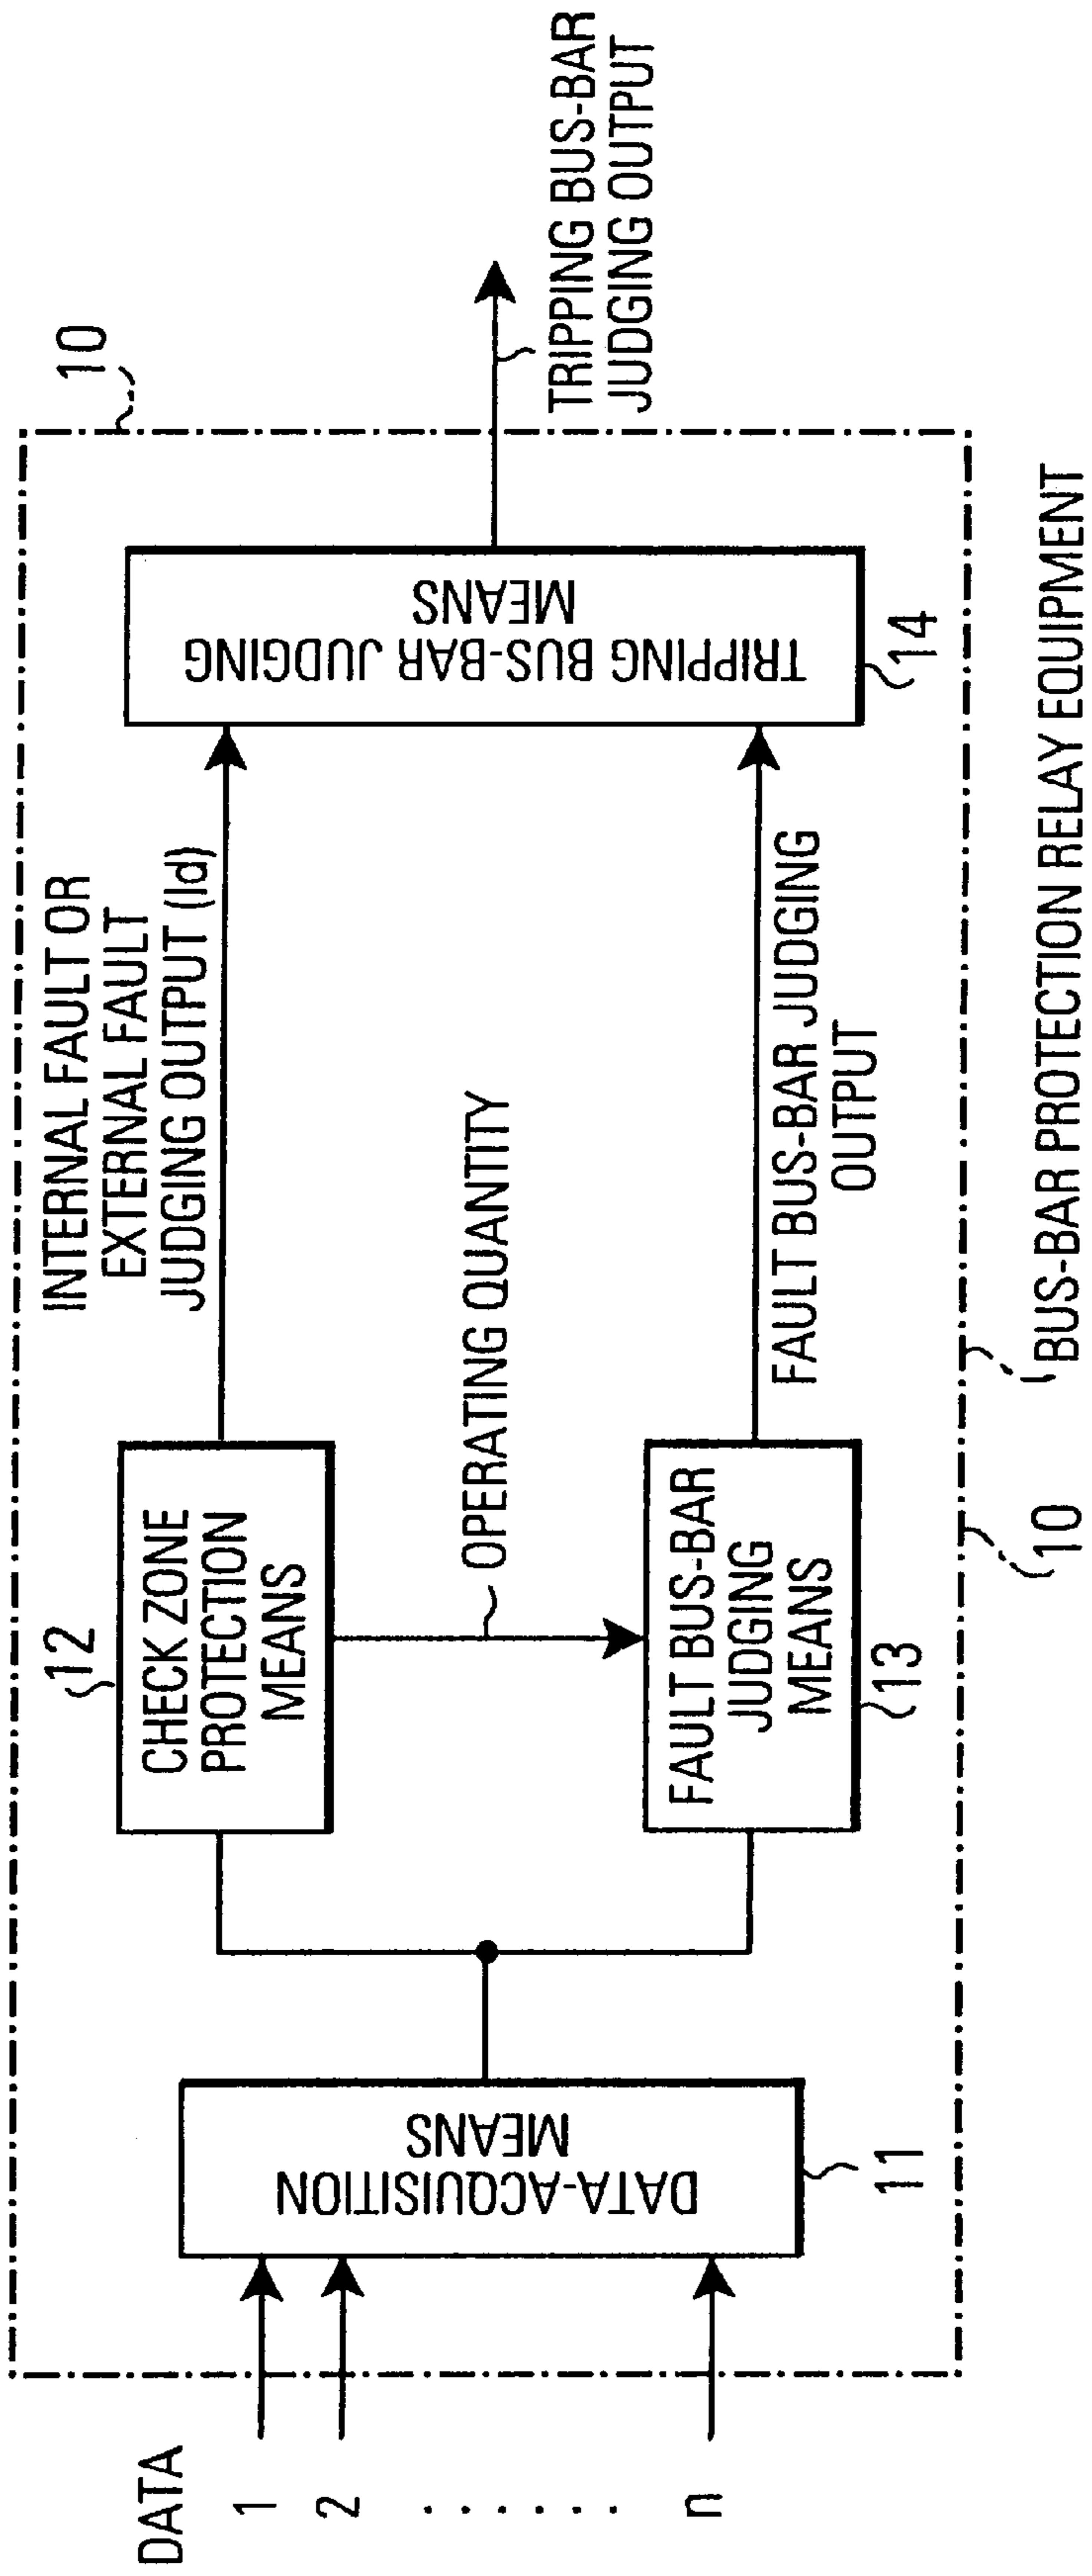 DATA
1
2
. . . . . .
n
DATA-ACQUISITION
MEANS
11
12
CHECK ZONE
PROTECTION
MEANS
OPERATING QUANTITY
FAULT BUS-BAR
JUDGING
MEANS
13
INTERNAL FAULT OR
EXTERNAL FAULT
JUDGING OUTPUT (Id)
FAULT BUS-BAR JUDGING
OUTPUT
TRIPPING BUS-BAR JUDGING
MEANS
14
10
TRIPPING BUS-BAR
JUDGING OUTPUT
10
BUS-BAR PROTECTION RELAY EQUIPMENT